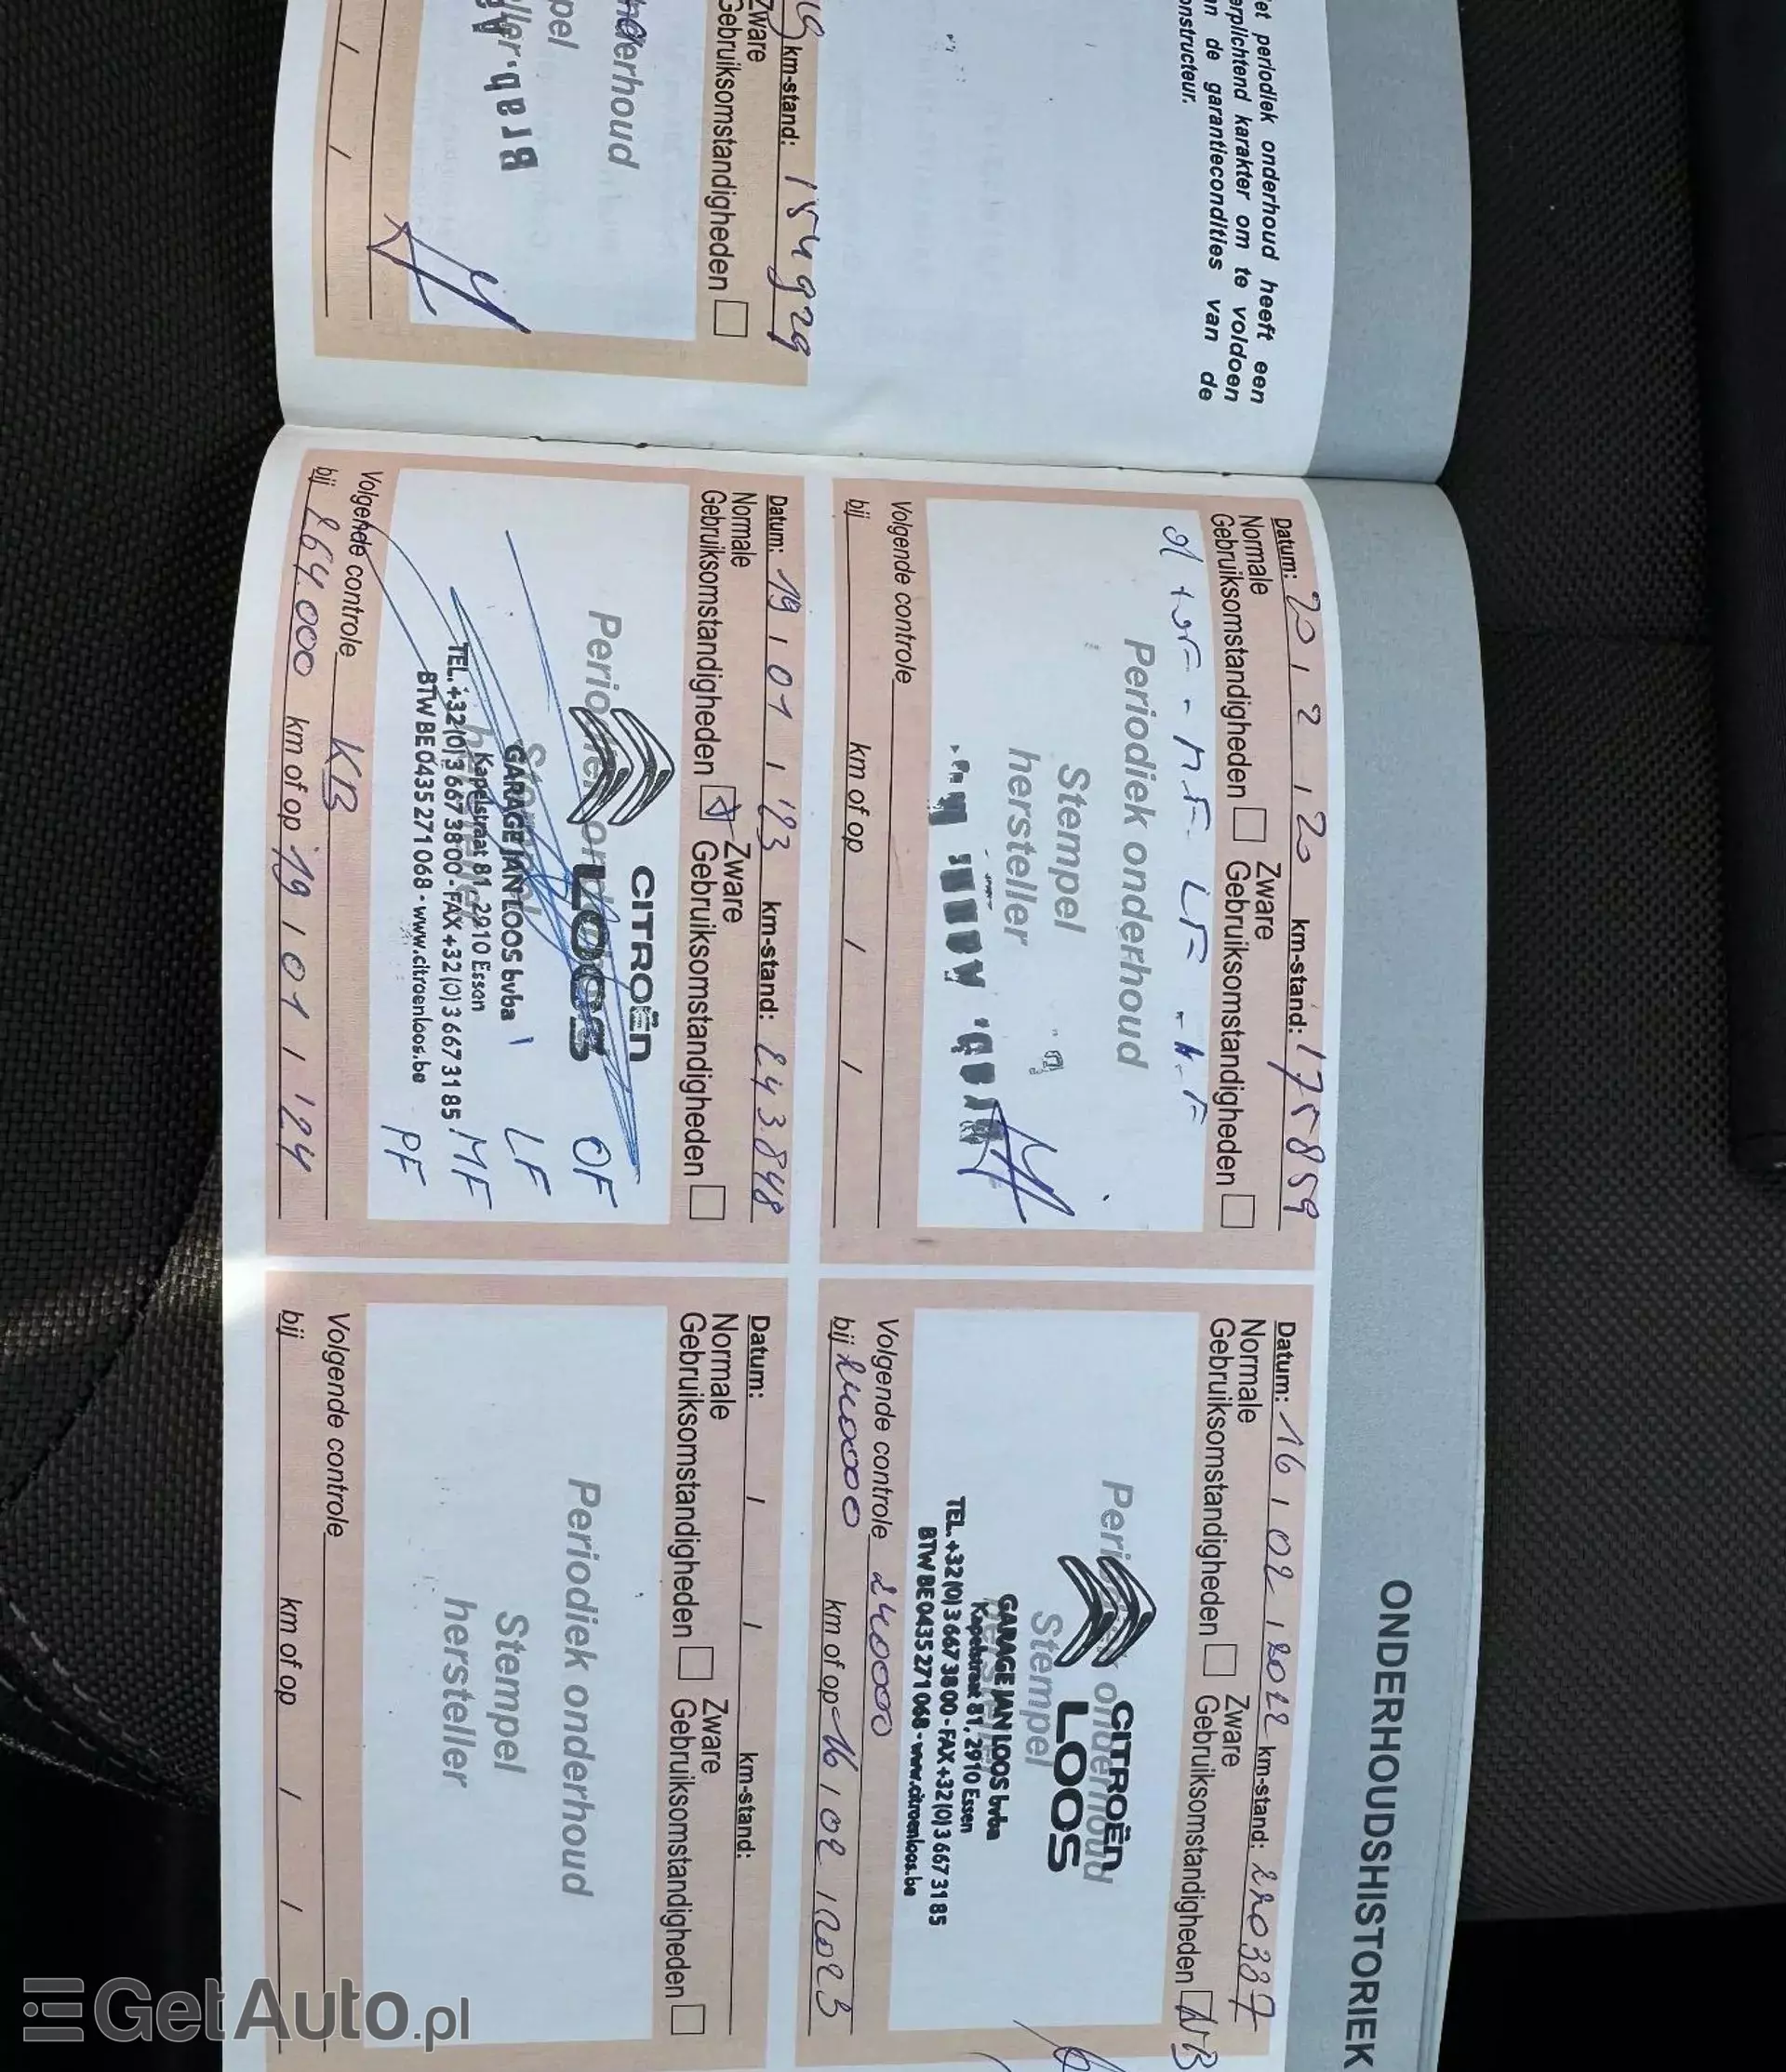 et periodiek onderhoud heeft een
erplichtend karakter om te voldoen
an de garantiecondities van de
onstructeur.
km-stand: 154929
Zware
Gebruiksomstandigheden
nderhoud
pel
ller
ONDERHOUDSHISTORIEK
Datum: 20 / 2 / 20 km-stand: 175859
Normale Zware
Gebruiksomstandigheden Gebruiksomstandigheden
Periodiek onderhoud
Stempel
hersteller
Volgende controle
bij km of op / /
Datum: 16 / 02 / 2022 km-stand: 220387
Normale Zware
Gebruiksomstandigheden Gebruiksomstandigheden
Periodiek onderhoud
CITROËN
LOOS
Stempel
GARAGE JAN LOOS bvba
Kapelstraat 81, 2910 Essen
TEL. +32(0)3 667 38 00 - FAX +32(0)3 667 31 85
BTW BE 0435 271 068 - www.citroenloos.be
Volgende controle 240000
bij 240000 km of op 16 / 02 / 2023
Datum: 19 / 01 / '23 km-stand: 243.848
Normale Zware
Gebruiksomstandigheden Gebruiksomstandigheden
CITROËN
LOOS
OF
GARAGE JAN LOOS bvba
LF
Kapelstraat 81, 2910 Essen
TEL. +32(0)3 667 38 00 - FAX +32(0)3 667 31 85
MF
BTW BE 0435 271 068 - www.citroenloos.be
PF
Volgende controle KB
bij 264.000 km of op 19 / 01 / '24
Datum: / / km-stand:
Normale Zware
Gebruiksomstandigheden Gebruiksomstandigheden
Periodiek onderhoud
Stempel
hersteller
Volgende controle
bij km of op / /
GetAuto.pl